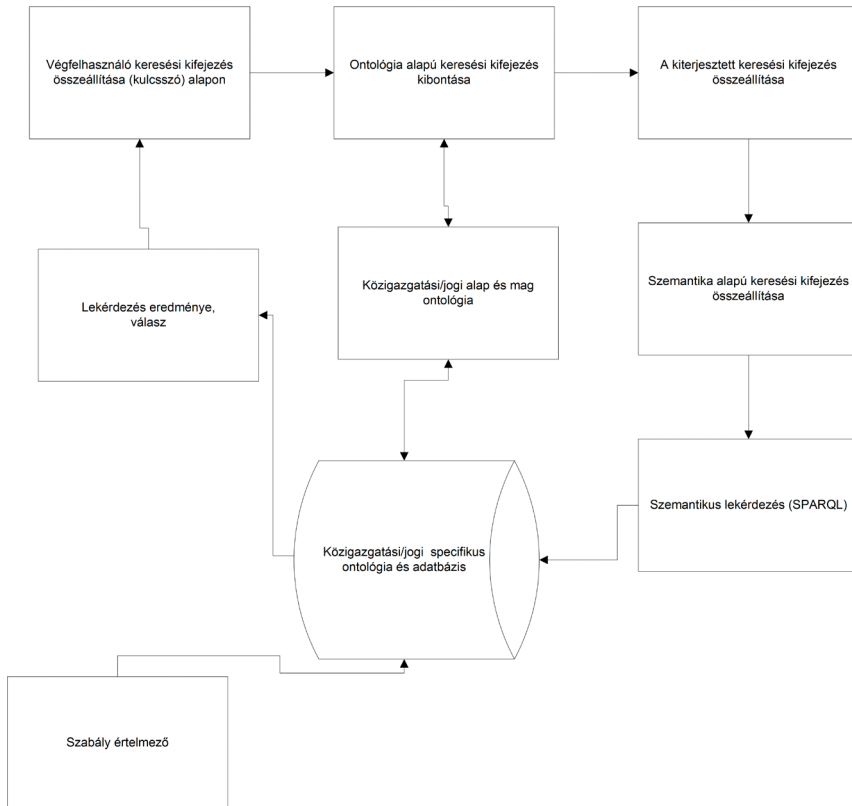 Végfelhasználó keresési kifejezés
összeállítása (kulcsszó) alapon
Ontológia alapú keresési kifejezés
kibontása
A kiterjesztett keresési kifejezés
összeállítása
Lekérdezés eredménye,
válasz
Közigazgatási/jogi alap és mag
ontológia
Szemantika alapú keresési kifejezés
összeállítása
Közigazgatási/jogi specifikus
ontológia és adatbázis
Szemantikus lekérdezés (SPARQL)
Szabály értelmező